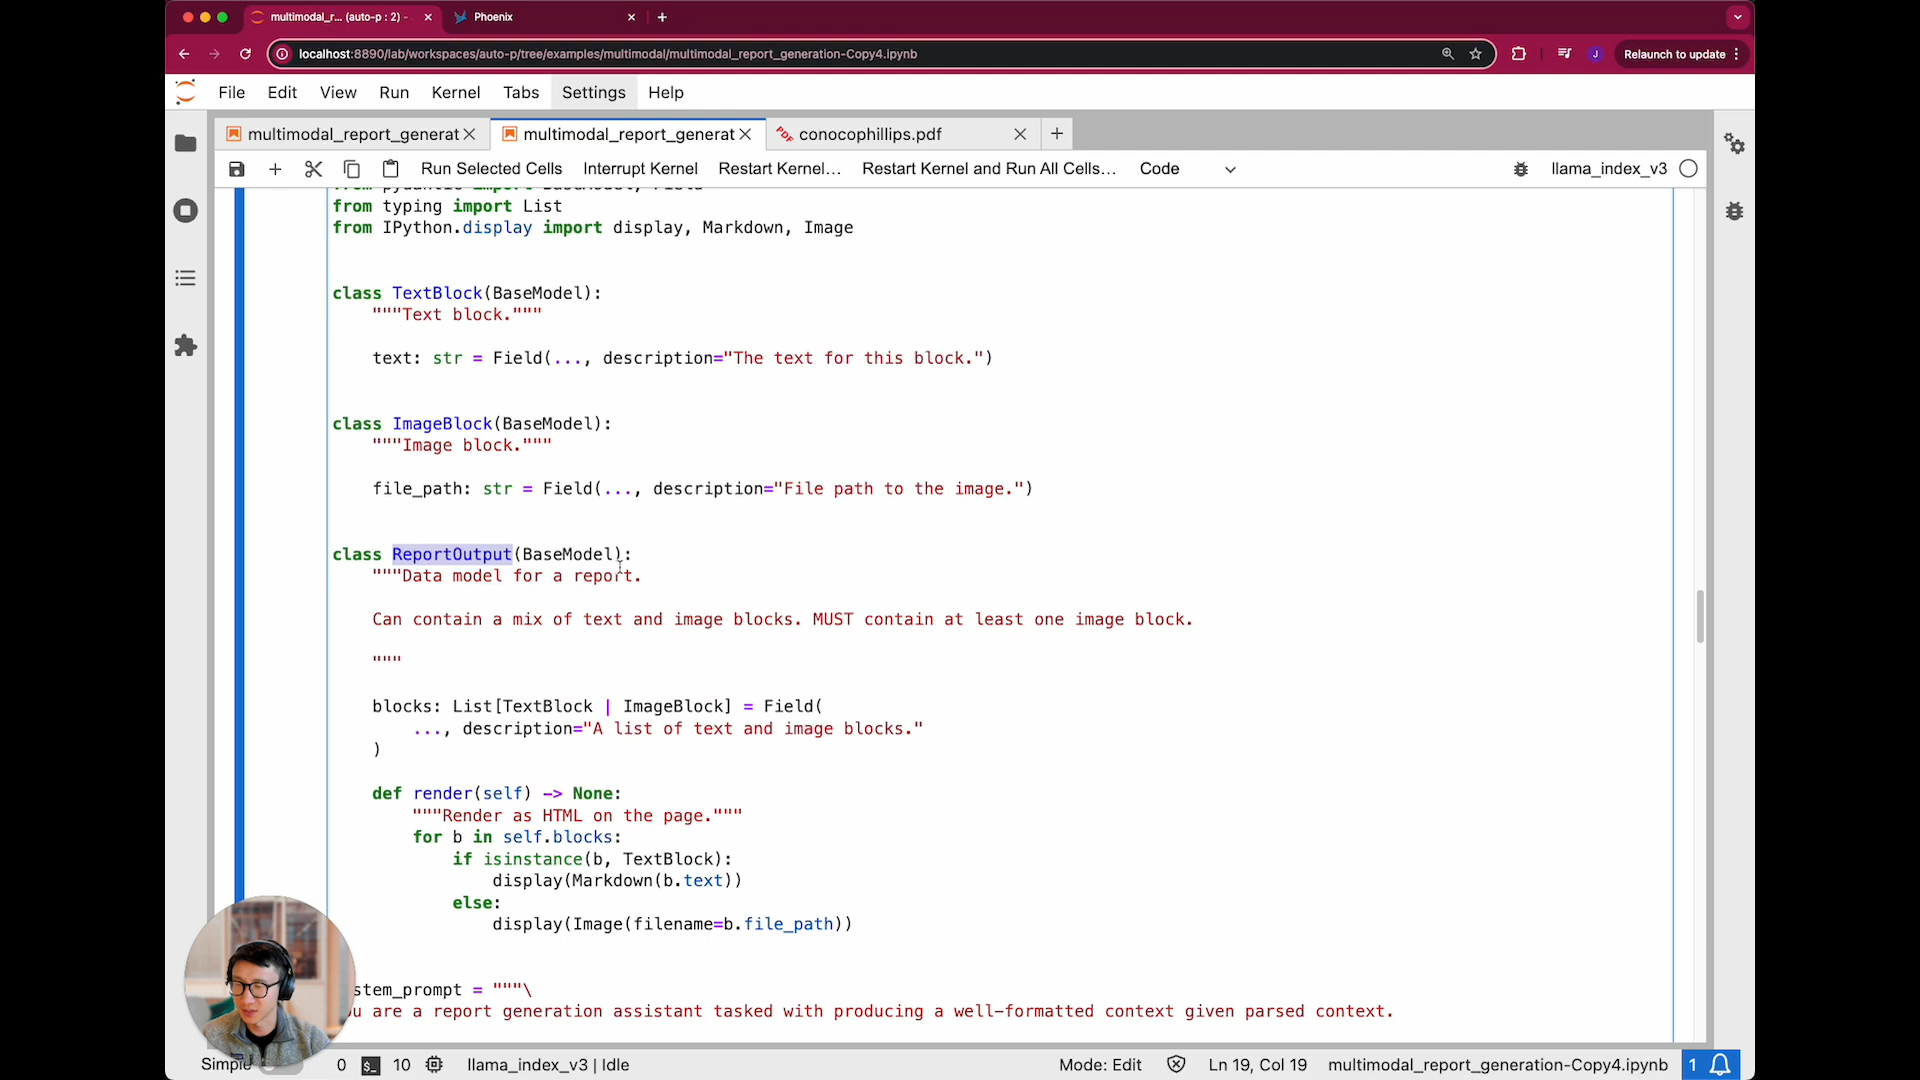 multimodal_r... (auto-p : 2) -
Phoenix
localhost:8890/lab/workspaces/auto-p/tree/examples/multimodal/multimodal_report_generation-Copy4.ipynb
J
Relaunch to update
File Edit View Run Kernel Tabs Settings Help
multimodal_report_generat
multimodal_report_generat
PDF conocophillips.pdf
Run Selected Cells Interrupt Kernel Restart Kernel... Restart Kernel and Run All Cells... Code llama_index_v3
from pydantic import BaseModel, Field
from typing import List
from IPython.display import display, Markdown, Image
class TextBlock(BaseModel):
"""Text block."""
text: str = Field(..., description="The text for this block.")
class ImageBlock(BaseModel):
"""Image block."""
file_path: str = Field(..., description="File path to the image.")
class ReportOutput(BaseModel):
"""Data model for a report.
Can contain a mix of text and image blocks. MUST contain at least one image block.
"""
blocks: List[TextBlock | ImageBlock] = Field(
..., description="A list of text and image blocks."
)
def render(self) -> None:
"""Render as HTML on the page."""
for b in self.blocks:
if isinstance(b, TextBlock):
display(Markdown(b.text))
else:
display(Image(filename=b.file_path))
stem_prompt = """\
u are a report generation assistant tasked with producing a well-formatted context given parsed context.
Simple 0 $_ 10 llama_index_v3 | Idle Mode: Edit Ln 19, Col 19 multimodal_report_generation-Copy4.ipynb 1